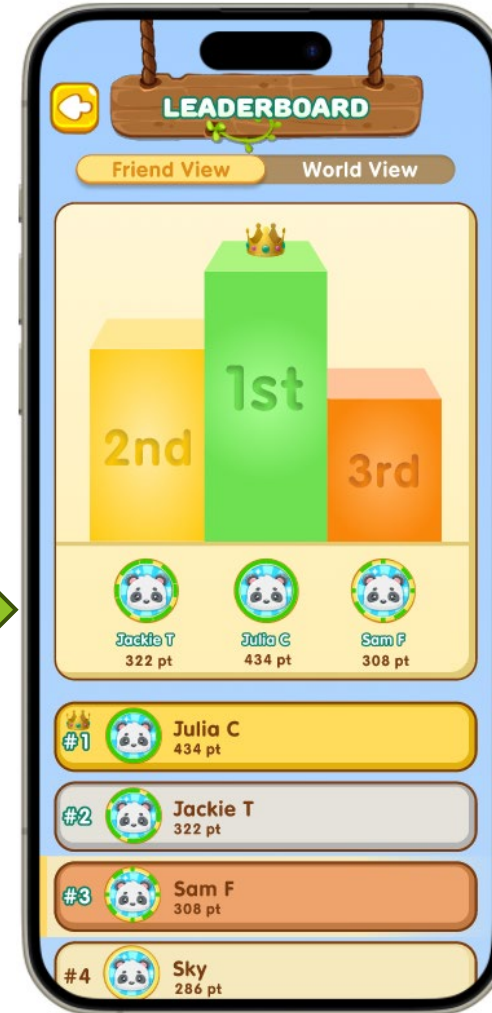 LEADERBOARD
Friend View World View
1st
2nd
3rd
Jackie T Julia C Sam F
322 pt 434 pt 308 pt
#1 Julia C
434 pt
#2 Jackie T
322 pt
#3 Sam F
308 pt
#4 Sky
286 pt